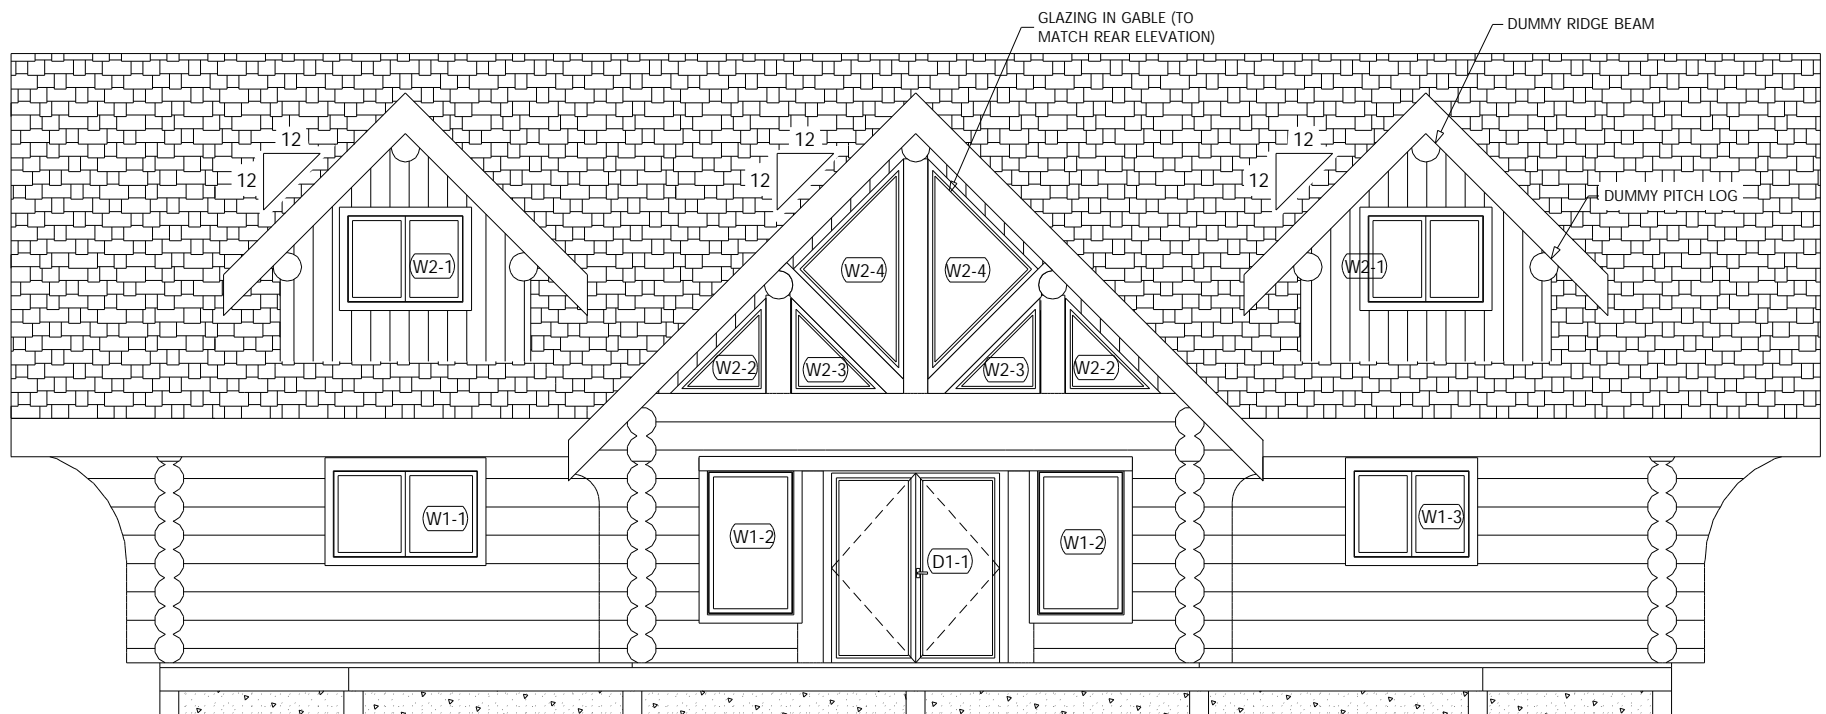 GLAZING IN GABLE (TO
MATCH REAR ELEVATION)
DUMMY RIDGE BEAM
12
12
12
12
12
12
DUMMY PITCH LOG
W2-1
W2-4
W2-4
W2-1
W2-2
W2-3
W2-3
W2-2
W1-1
W1-2
D1-1
W1-2
W1-3